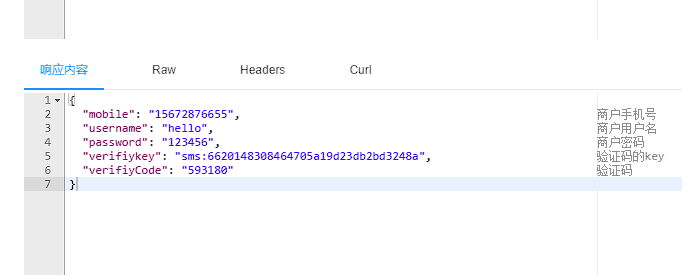 响应内容 Raw Headers Curl
1 {
2 "mobile": "15672876655", 商户手机号
3 "username": "hello", 商户用户名
4 "password": "123456", 商户密码
5 "verifiykey": "sms:6620148308464705a19d23db2bd3248a", 验证码的key
6 "verifiyCode": "593180" 验证码
7 }